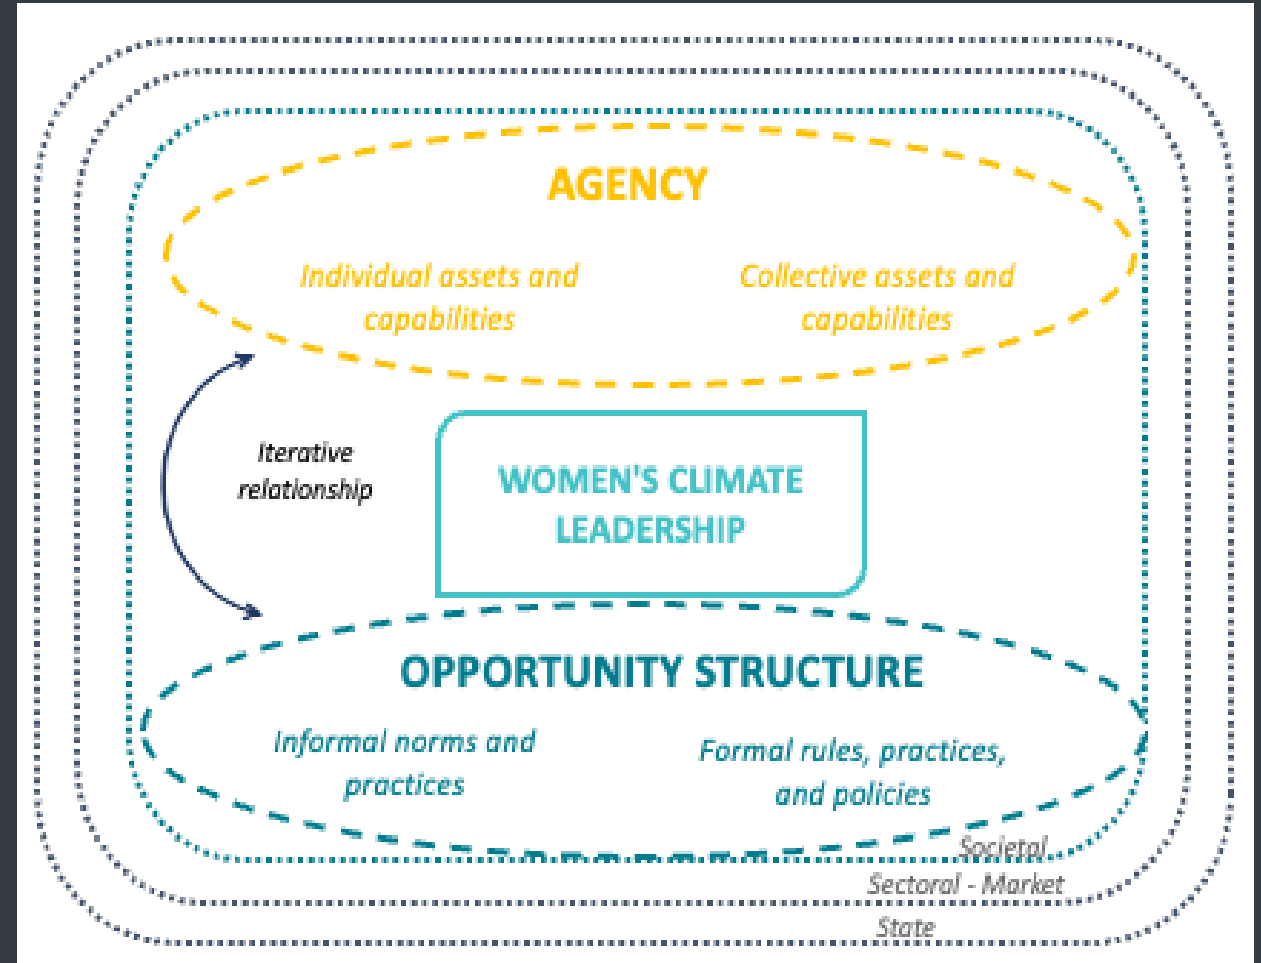 AGENCY
Individual assets and
capabilities
Collective assets and
capabilities
Iterative
relationship
WOMEN'S CLIMATE
LEADERSHIP
OPPORTUNITY STRUCTURE
Informal norms and
practices
Formal rules, practices,
and policies
Societal
Sectoral - Market
State